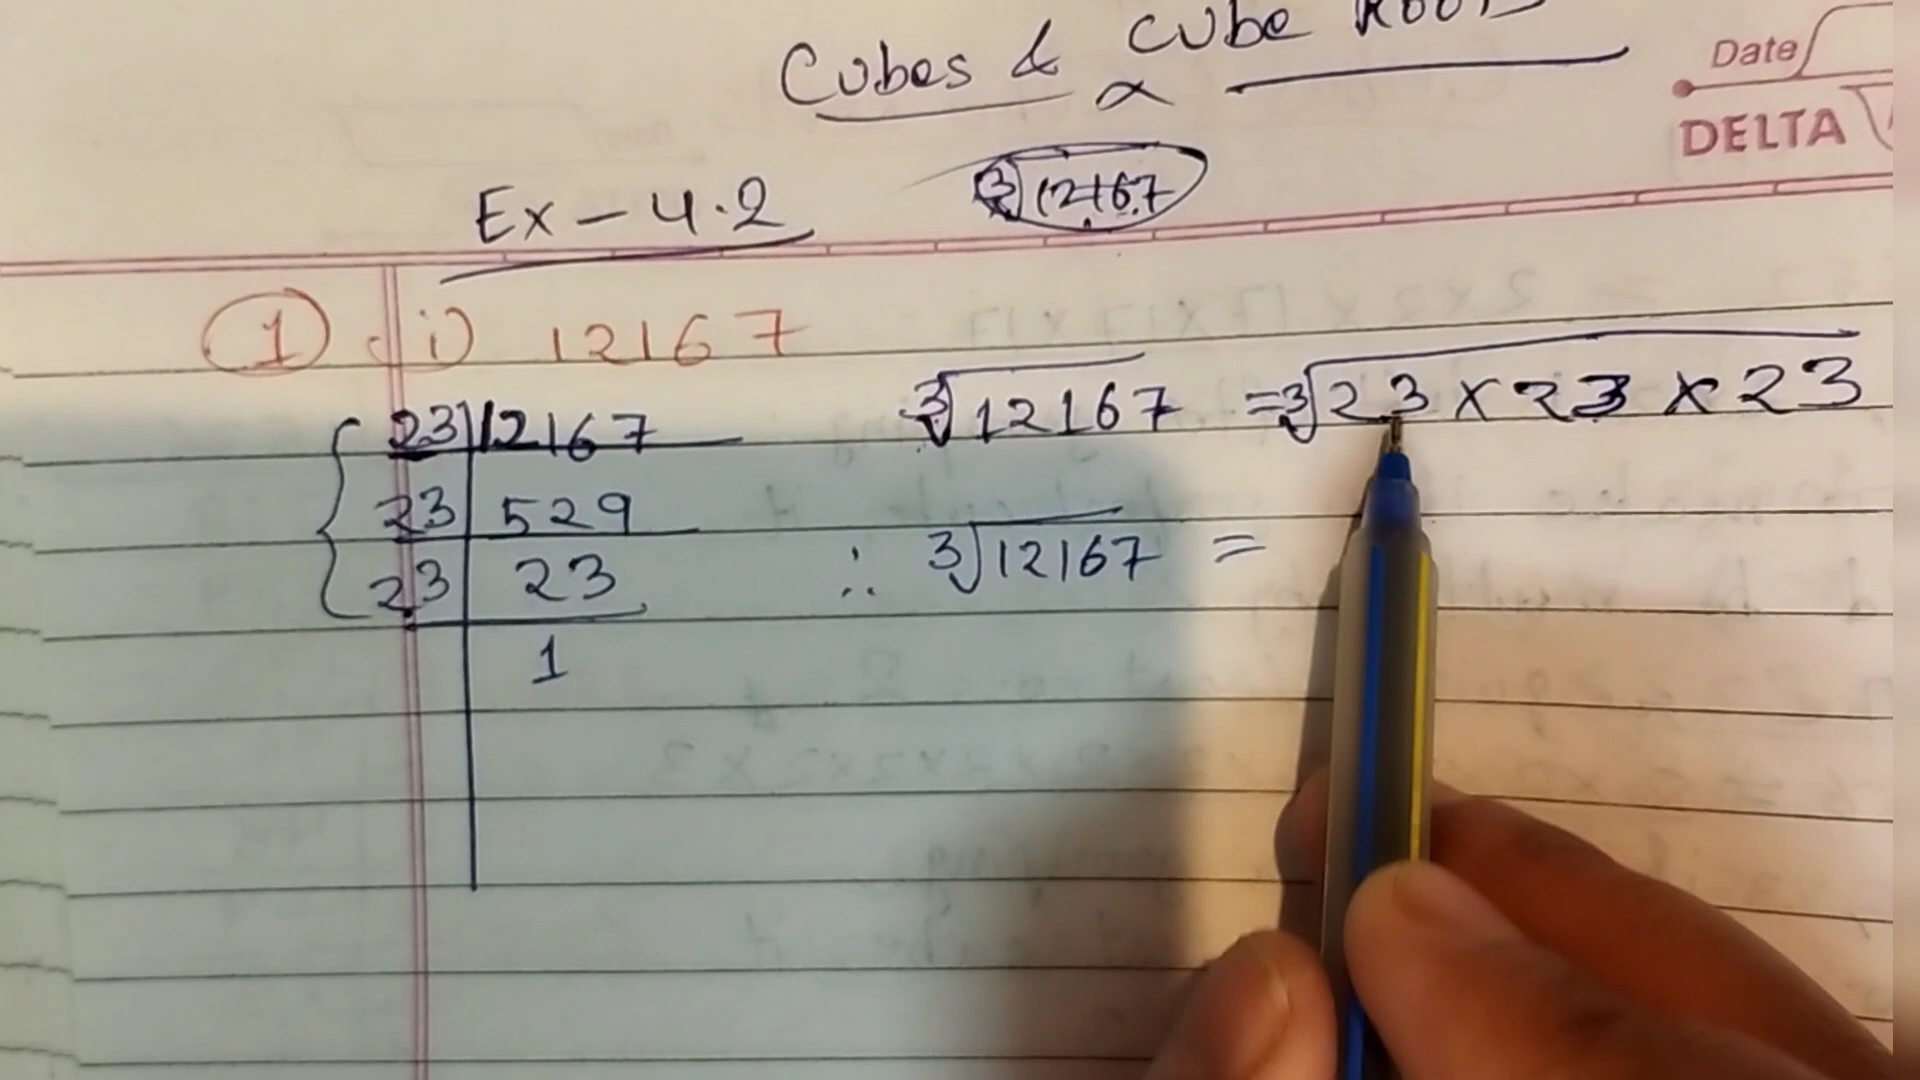 Cubes & Cube Roots
Date
DELTA
Ex - 4.2
∛12167
1 . i) 12167
23 | 12167
23 | 529
23 | 23
1
∛12167 = ∛23 × 23 × 23
∴ ∛12167 =